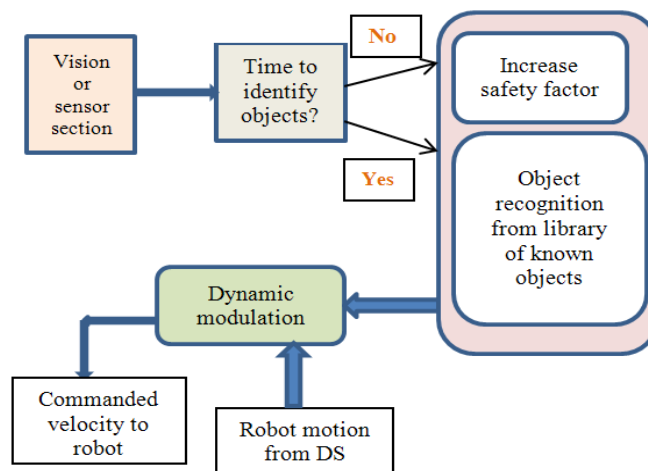 Vision
or
sensor
section
Time to
identify
objects?
No
Yes
Increase
safety factor
Object
recognition
from library
of known
objects
Dynamic
modulation
Commanded
velocity to
robot
Robot motion
from DS